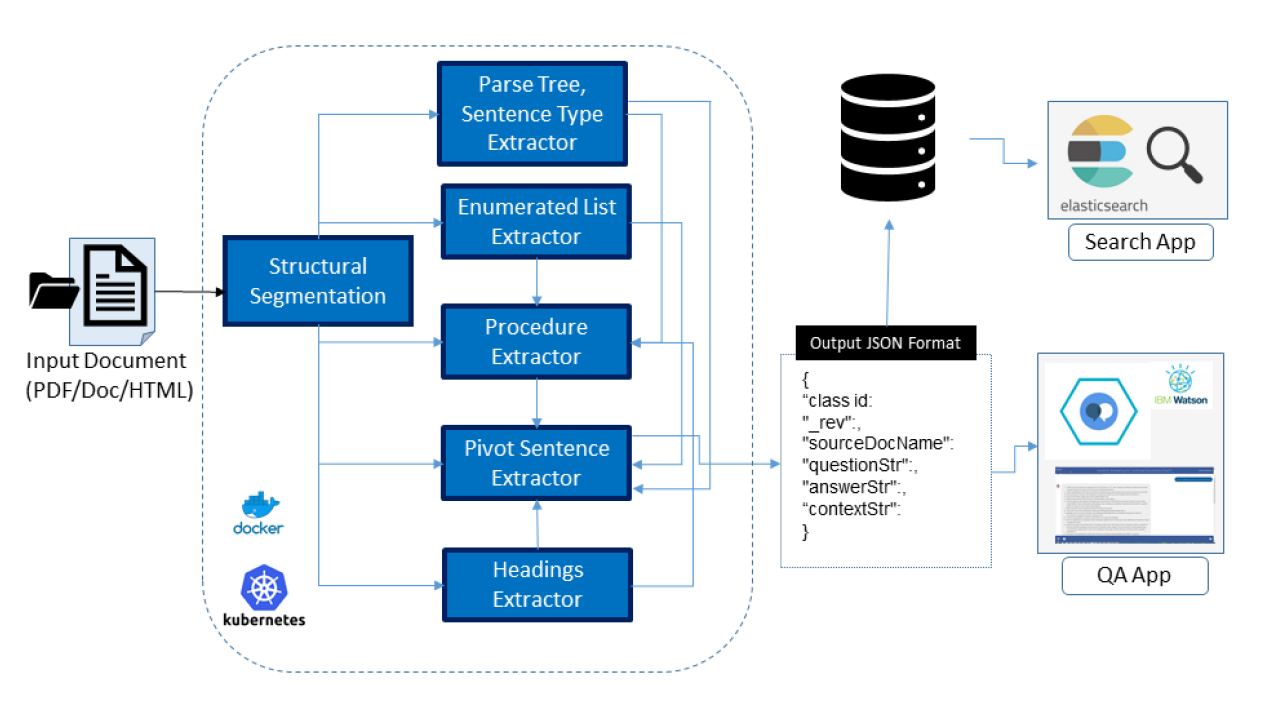 Parse Tree,
Sentence Type
Extractor
Enumerated List
Extractor
Structural
Segmentation
Procedure
Extractor
Input Document
(PDF/Doc/HTML)
Pivot Sentence
Extractor
docker
Headings
Extractor
kubernetes
elasticsearch
Search App
Output JSON Format
{
“class id:
"_rev":,
"sourceDocName":
"questionStr":,
"answerStr":,
“contextStr":
}
IBM Watson
QA App